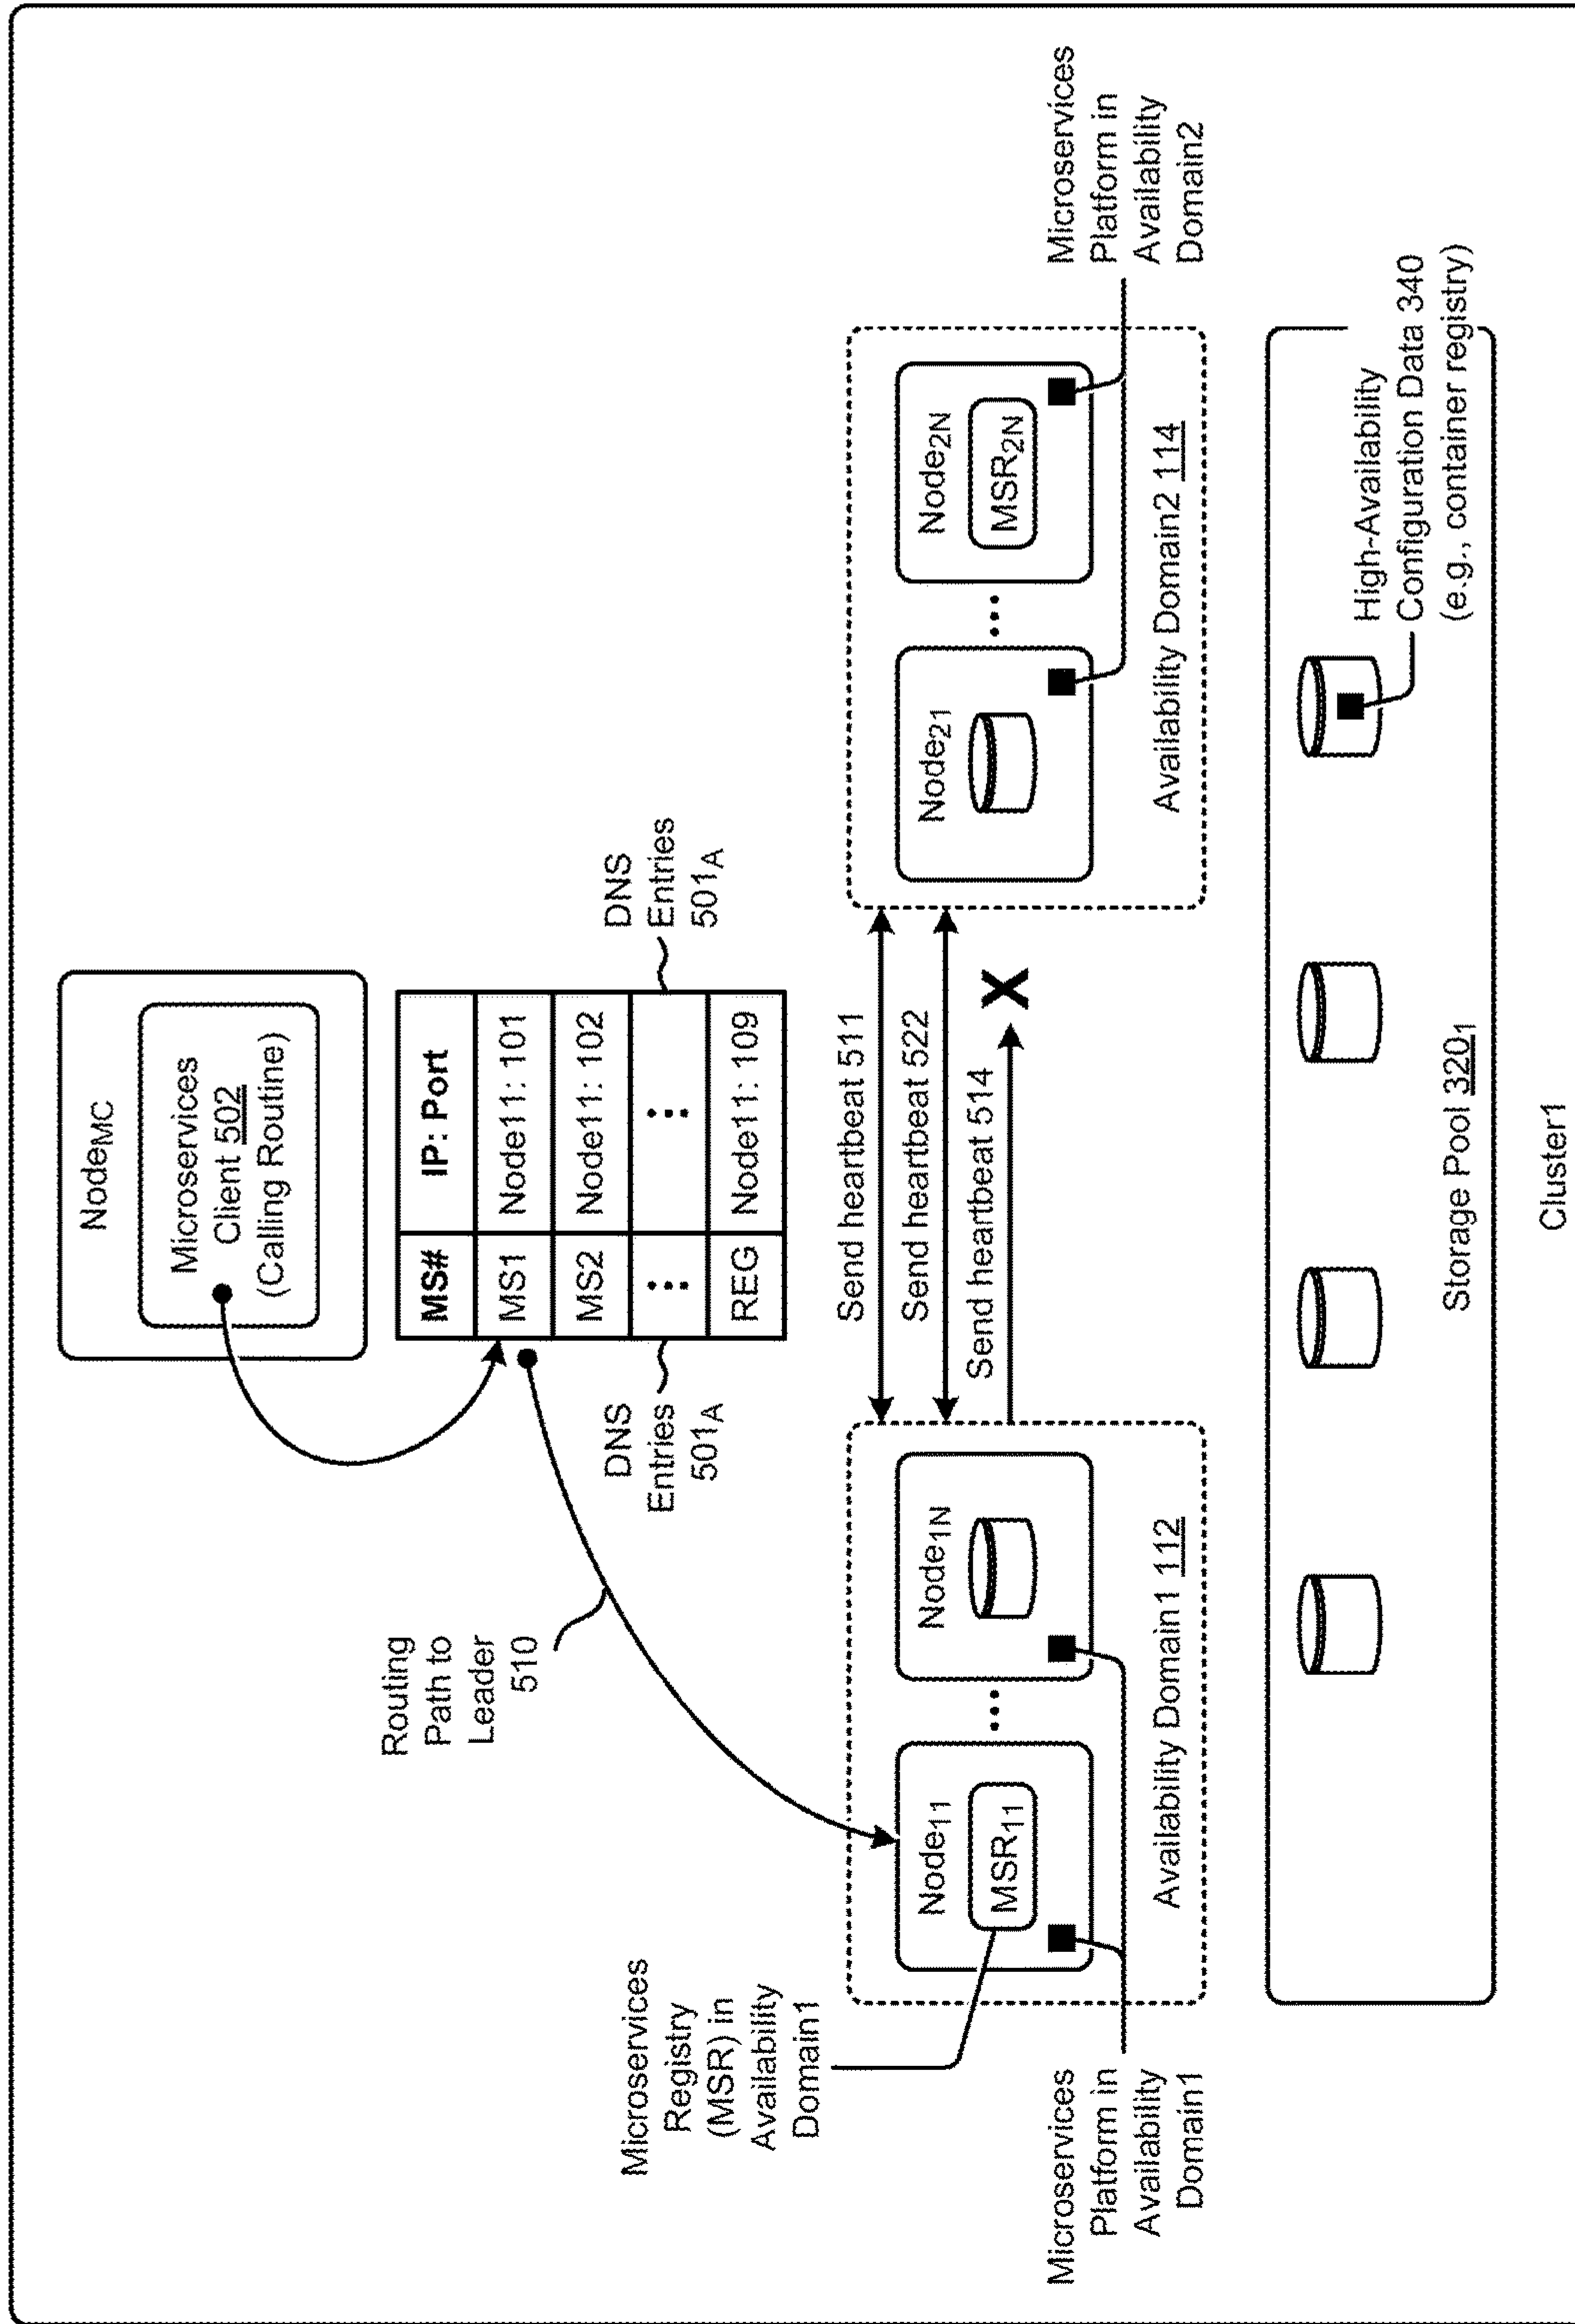 NodeMC
Microservices
Client 502
(Calling Routine)
MS# IP: Port
MS1 Node11: 101
MS2 Node11: 102
⋮ ⋮
REG Node11: 109
DNS
Entries
501A
DNS
Entries
501A
Routing
Path to
Leader
510
Microservices
Registry
(MSR) in
Availability
Domain1
Send heartbeat 511
Send heartbeat 522
Send heartbeat 514
X
Node11
MSR11
...
Node1N
Availability Domain1 112
Node21
...
Node2N
MSR2N
Availability Domain2 114
Microservices
Platform in
Availability
Domain1
Microservices
Platform in
Availability
Domain2
High-Availability
Configuration Data 340
(e.g., container registry)
Storage Pool 3201
Cluster1